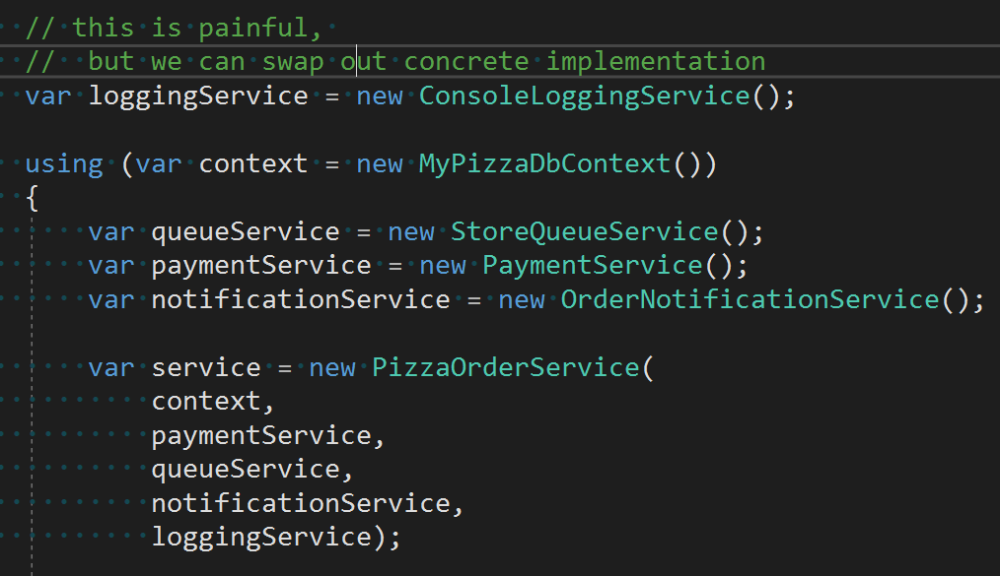 // this is painful,
// but we can swap out concrete implementation
var loggingService = new ConsoleLoggingService();
using (var context = new MyPizzaDbContext())
{
var queueService = new StoreQueueService();
var paymentService = new PaymentService();
var notificationService = new OrderNotificationService();
var service = new PizzaOrderService(
context,
paymentService,
queueService,
notificationService,
loggingService);